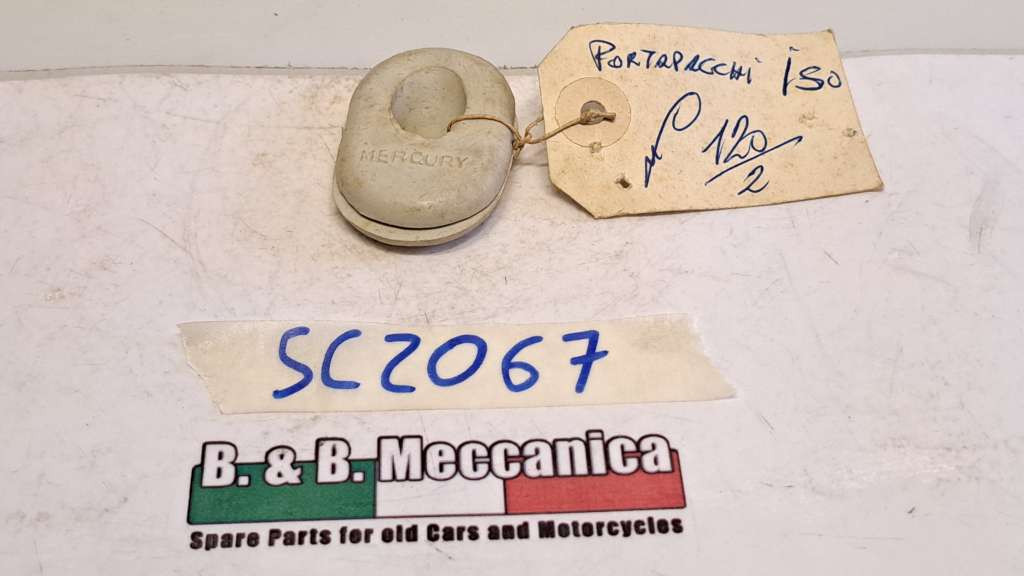 PORTAPACCHI ISO
N° 120/2
MERCURY
SC2067
B. & B. Meccanica
Spare Parts for old Cars and Motorcycles